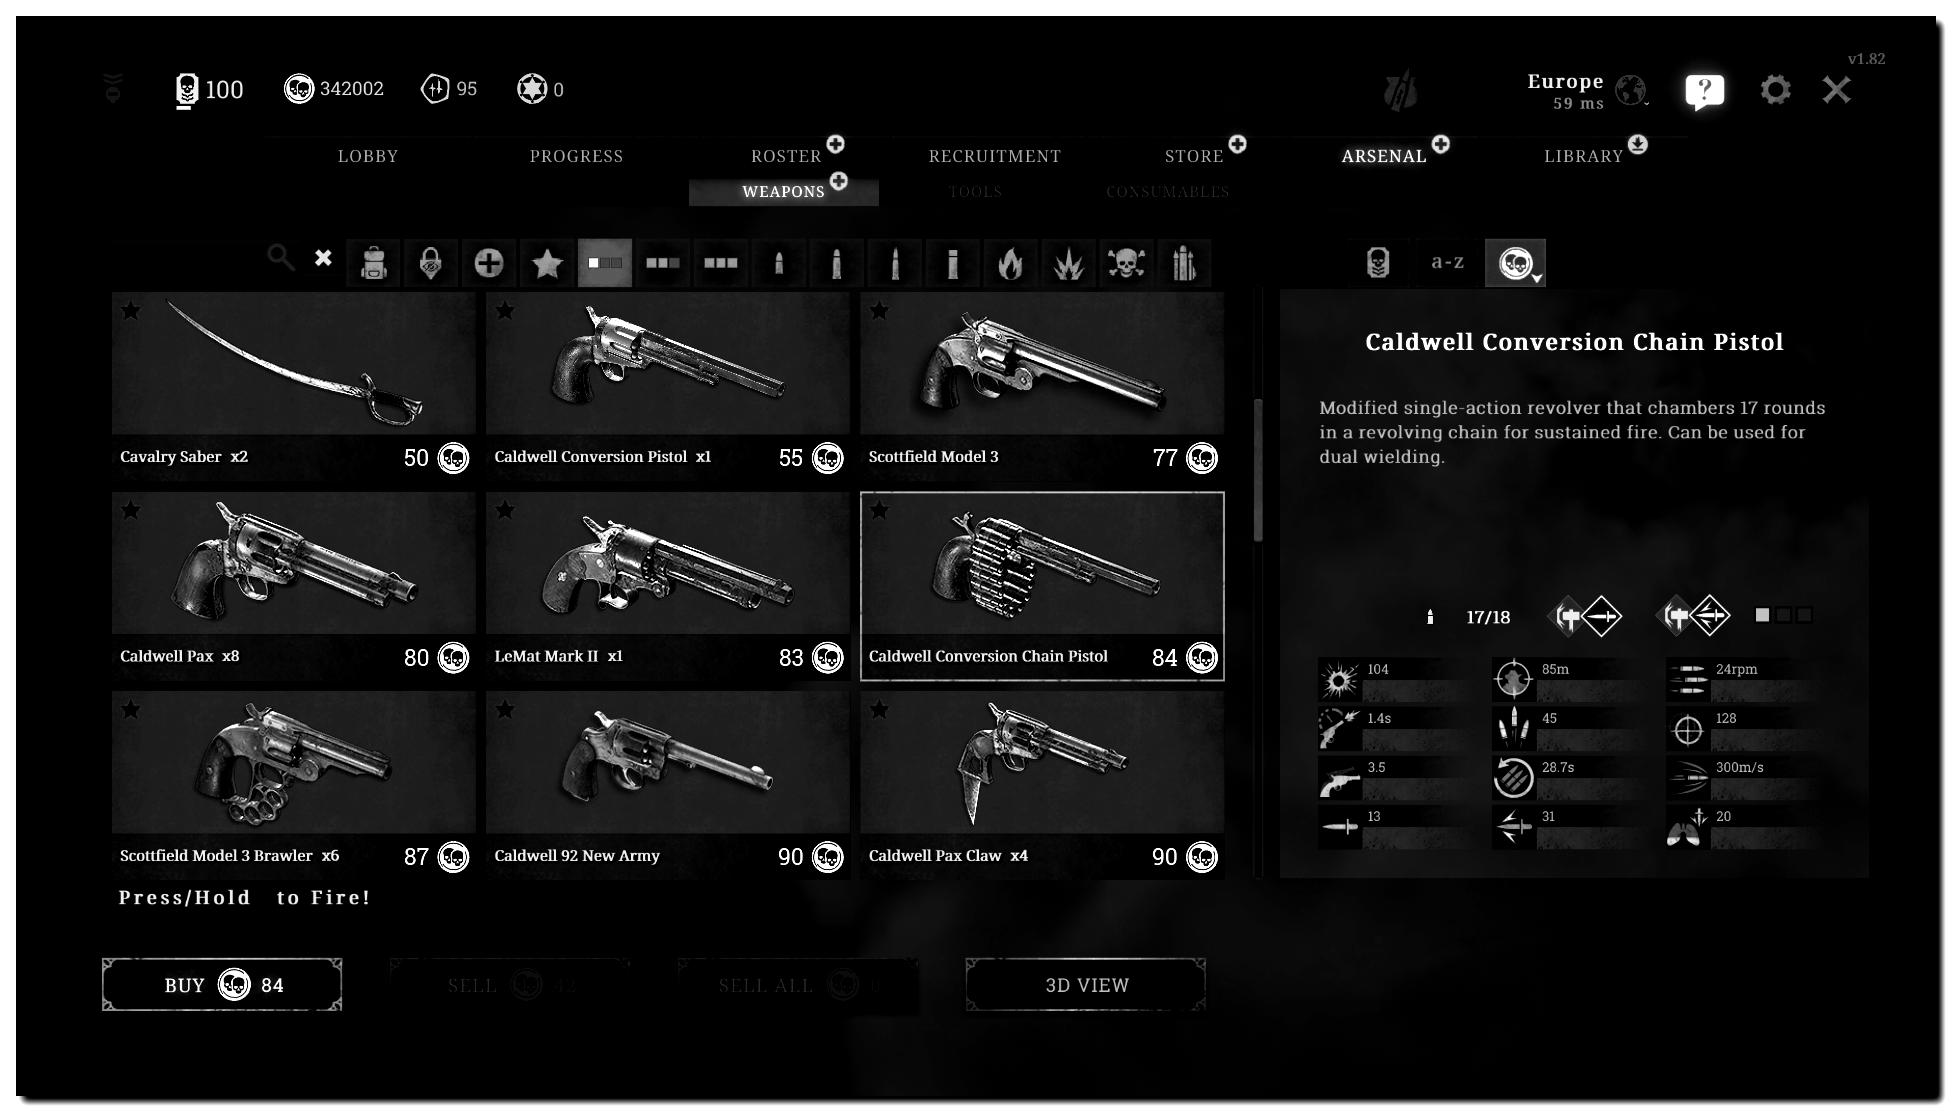 v1.82
100
342002
95
0
Europe
59 ms
?
LOBBY
PROGRESS
ROSTER
RECRUITMENT
STORE
ARSENAL
LIBRARY
WEAPONS
TOOLS
CONSUMABLES
a-z
Cavalry Saber x2 50
Caldwell Conversion Pistol x1 55
Scottfield Model 3 77
Caldwell Pax x8 80
LeMat Mark II x1 83
Caldwell Conversion Chain Pistol 84
Scottfield Model 3 Brawler x6 87
Caldwell 92 New Army 90
Caldwell Pax Claw x4 90
Caldwell Conversion Chain Pistol
Modified single-action revolver that chambers 17 rounds
in a revolving chain for sustained fire. Can be used for
dual wielding.
17/18
104
85m
24rpm
1.4s
45
128
3.5
28.7s
300m/s
13
31
20
Press/Hold to Fire!
BUY 84
SELL 42
SELL ALL 0
3D VIEW